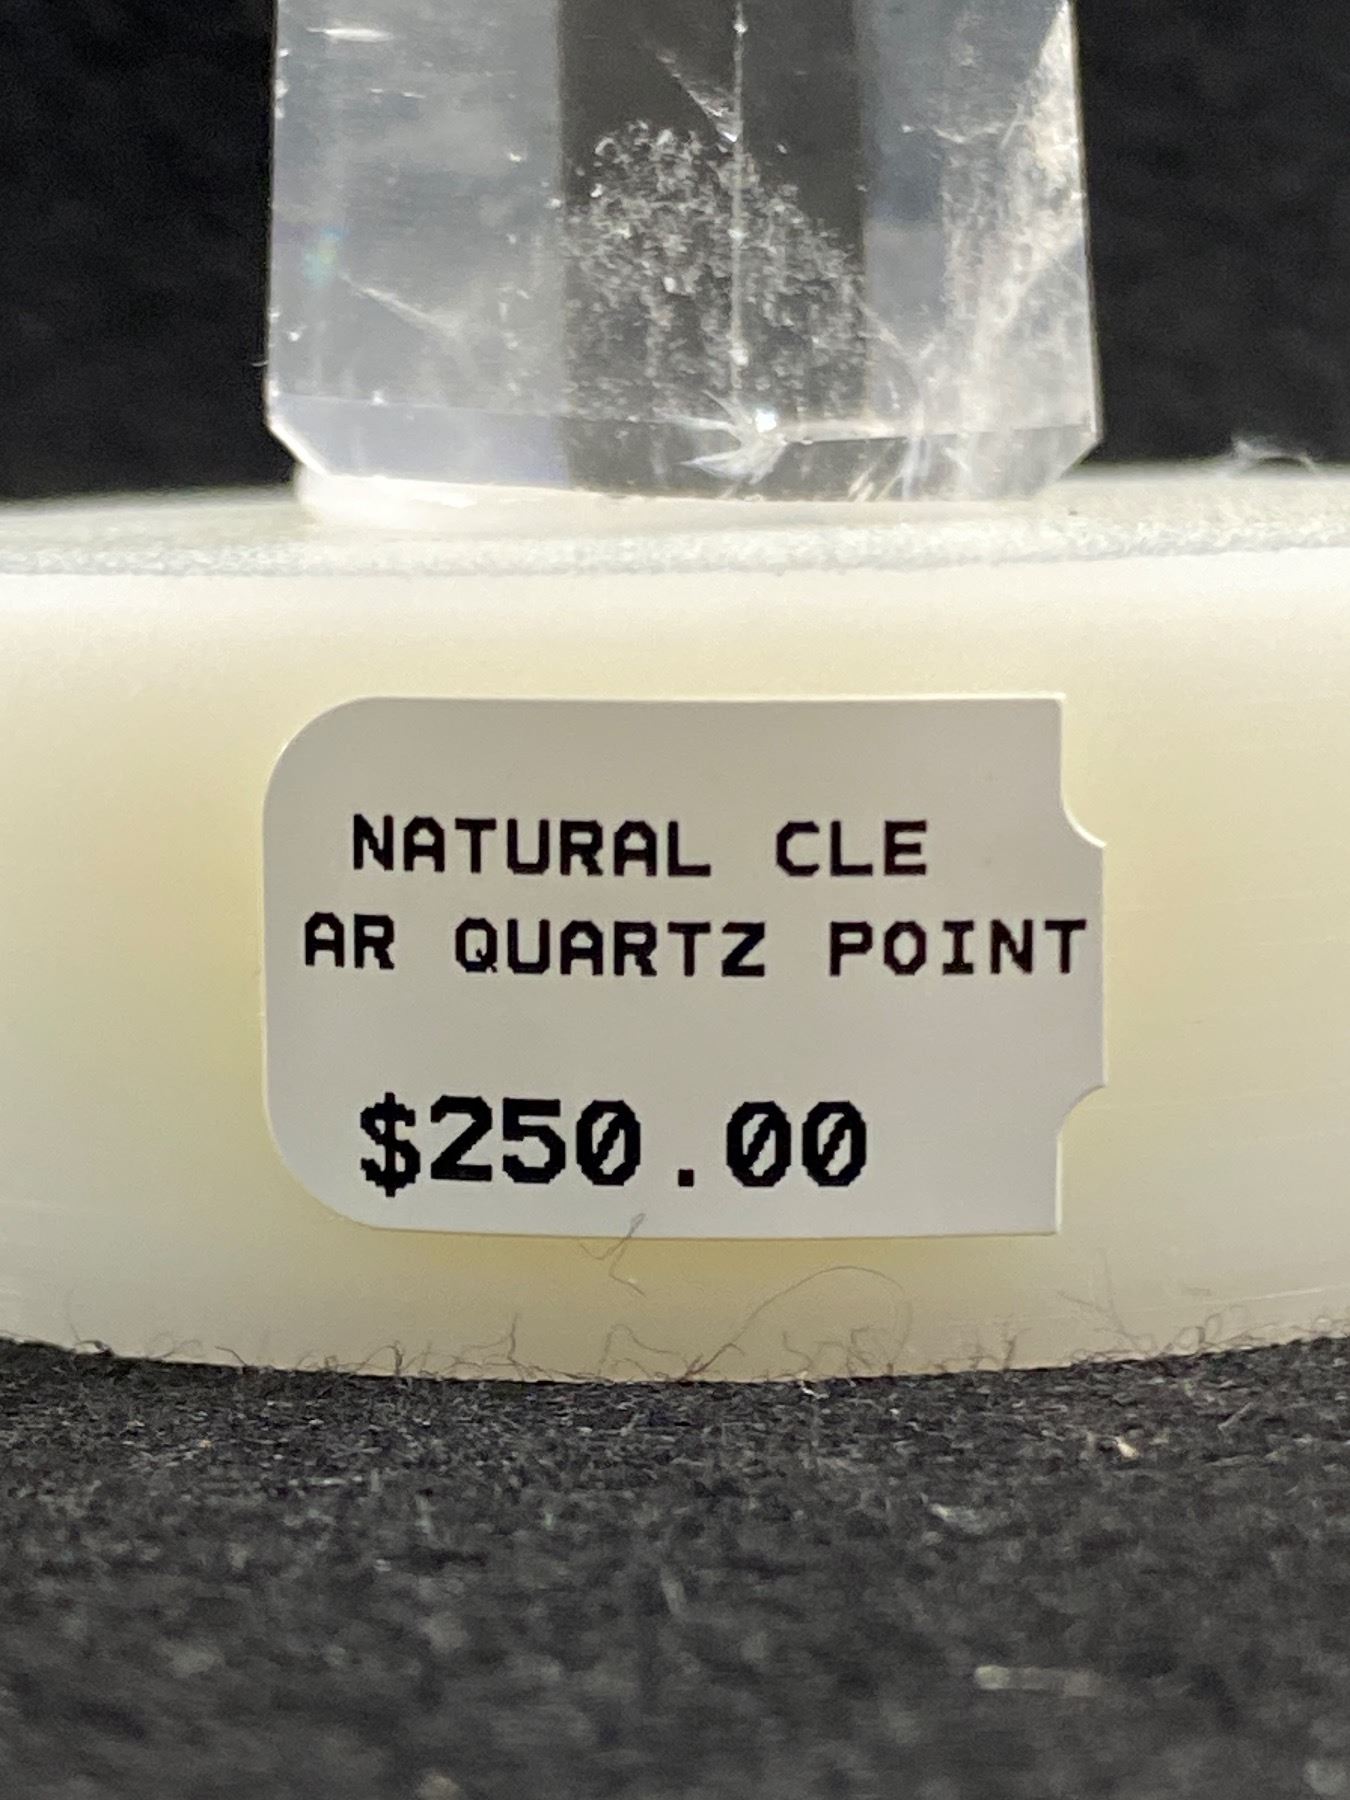 NATURAL CLE
AR QUARTZ POINT
$250.00